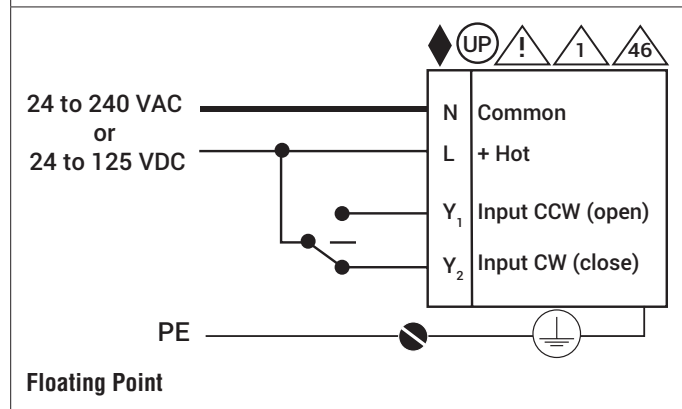 UP ! 1 46
24 to 240 VAC
or
24 to 125 VDC
N Common
L + Hot
Y1 Input CCW (open)
Y2 Input CW (close)
PE
Floating Point